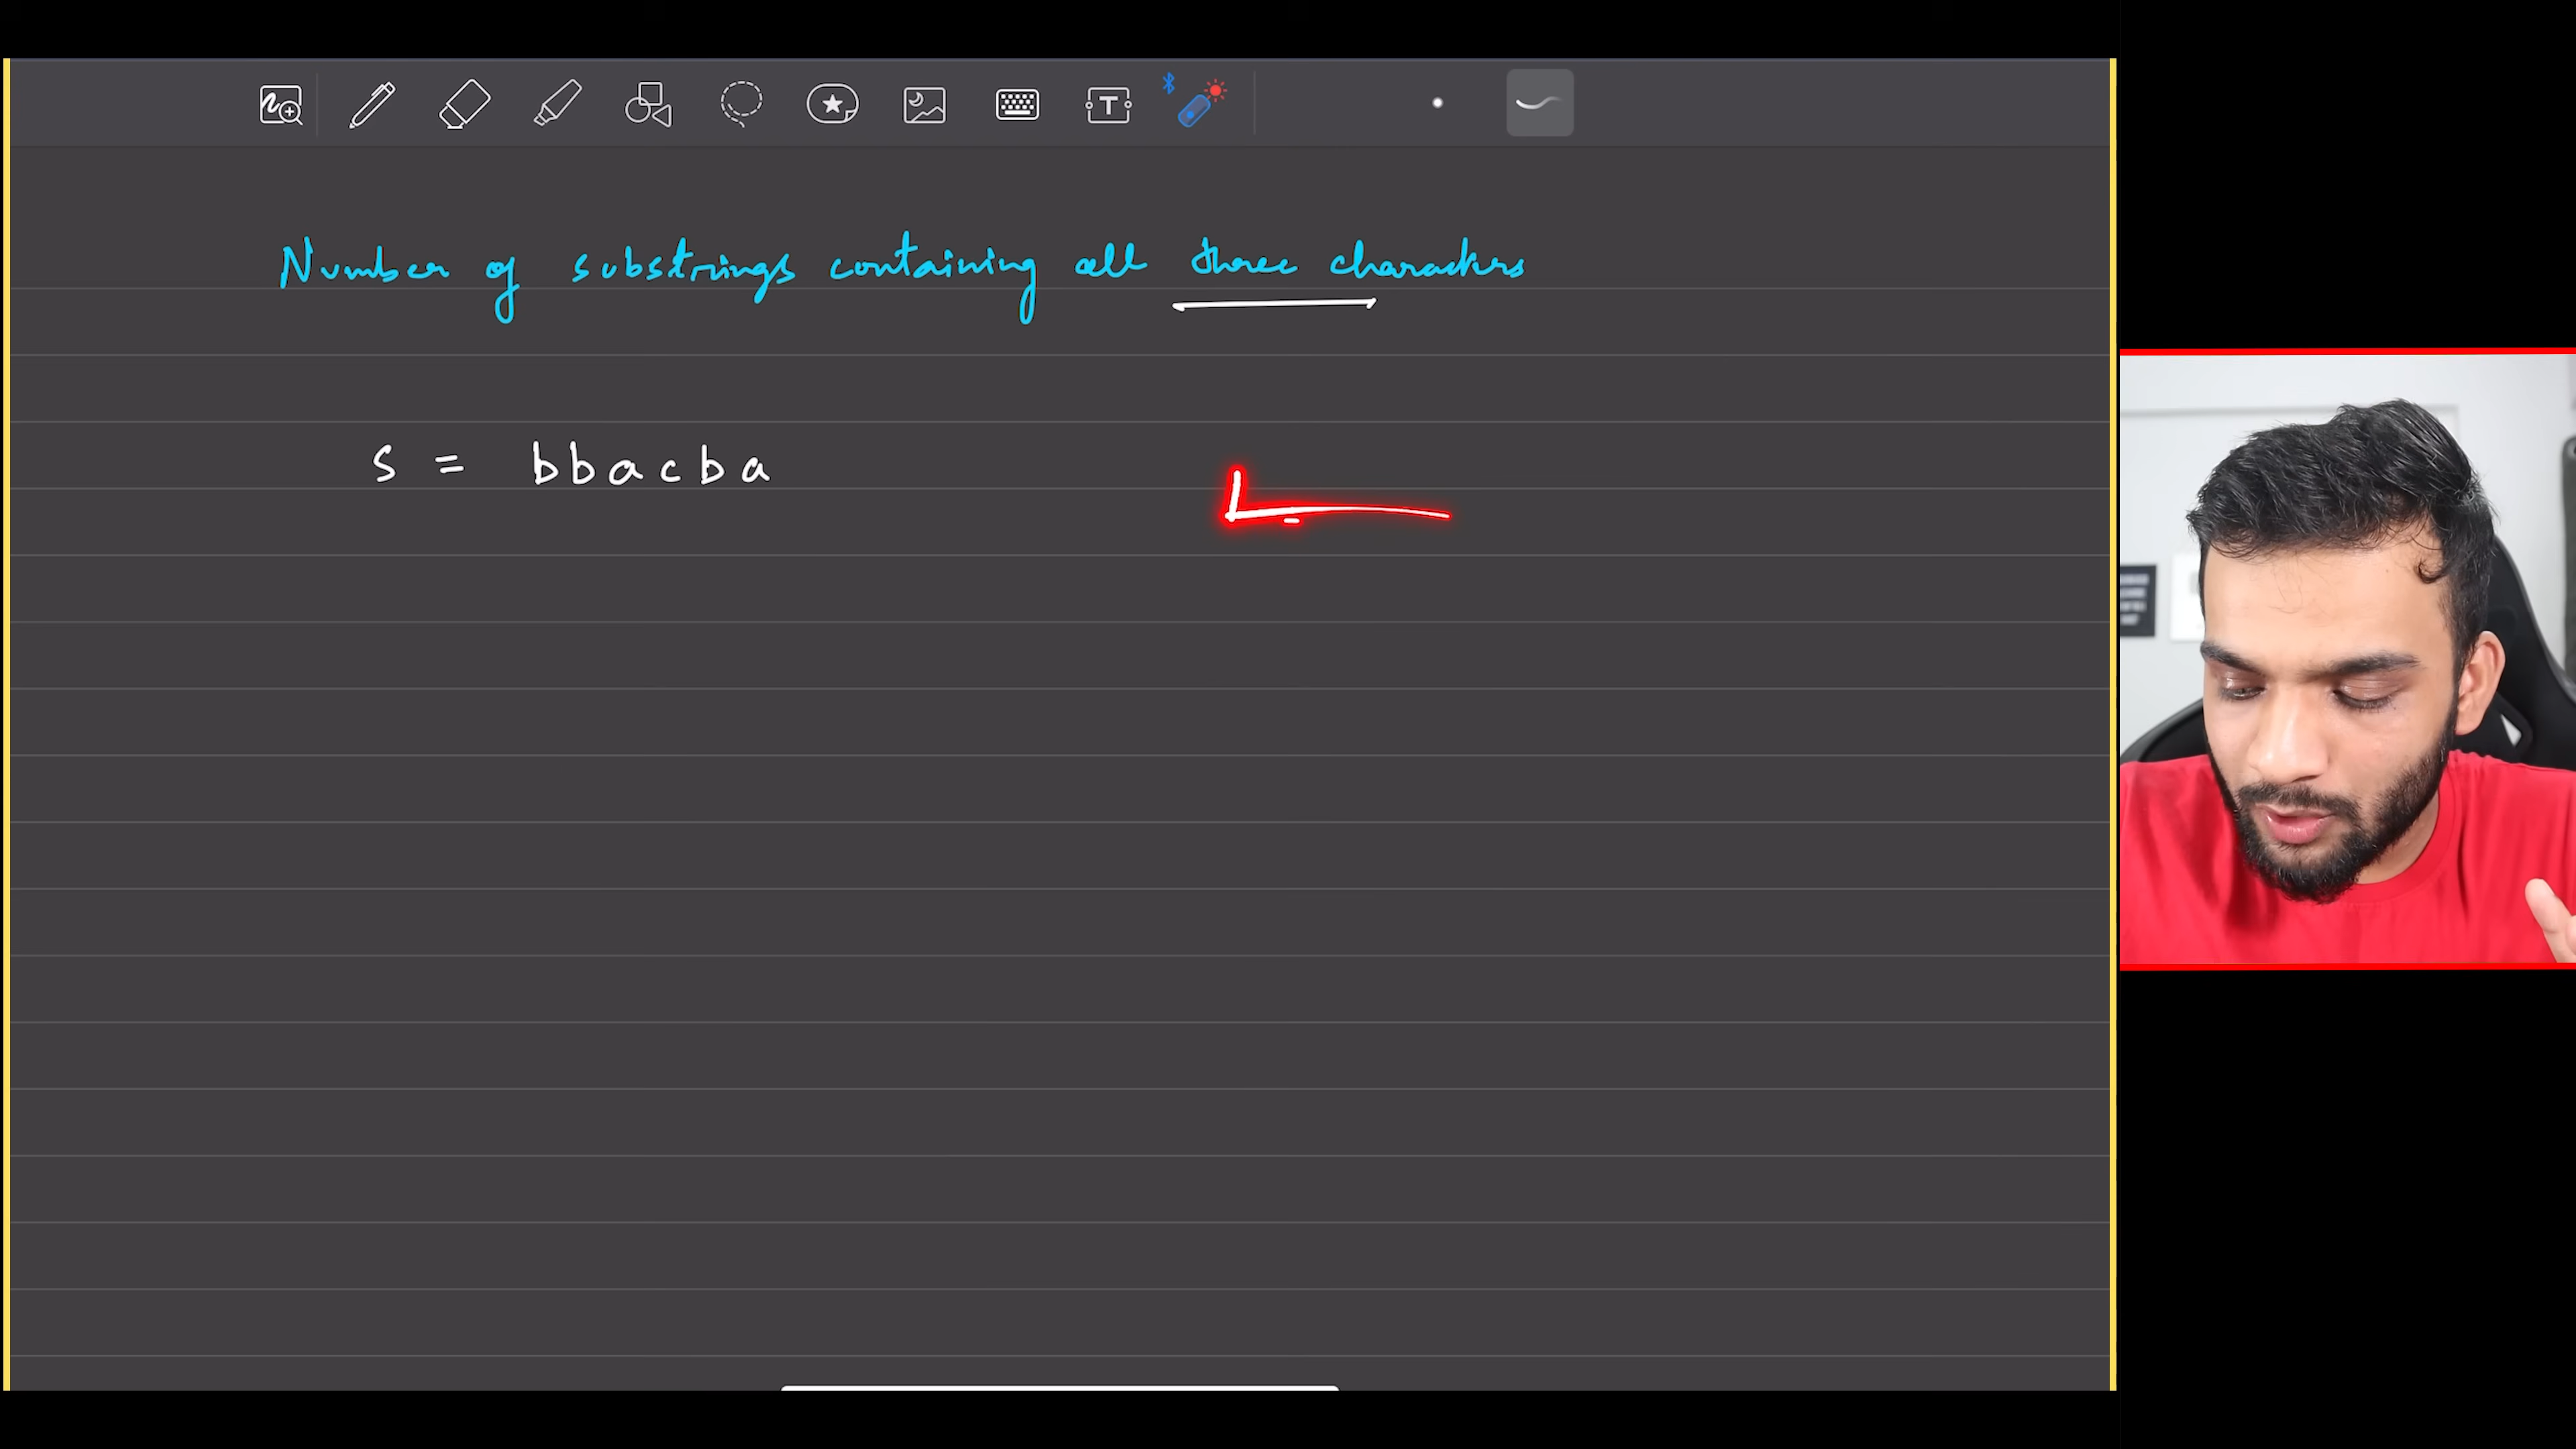 Number of substrings containing all three characters
s = bbacba